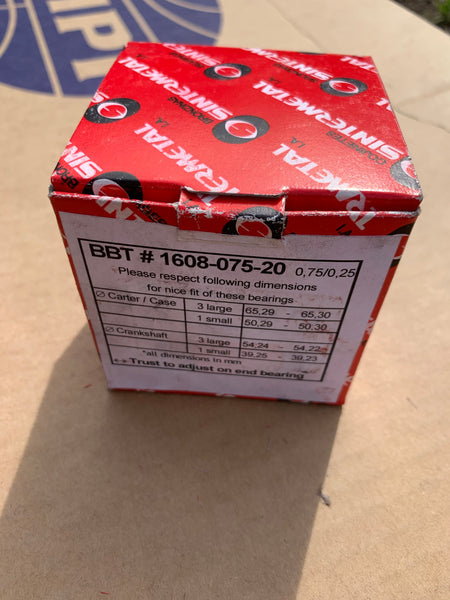 IPI
BRONZINAS
SINTERMETAL
COUSSINETS
SINTERMETAL
SINTERMETAL
BBT # 1608-075-20 0,75/0,25
Please respect following dimensions
for nice fit of these bearings
Ø Carter / Case 3 large 65,29 - 65,30
1 small 50,29 - 50,30
Ø Crankshaft 3 large 54,24 - 54,22
1 small 39,25 - 39,23
*all dimensions in mm
Trust to adjust on end bearing